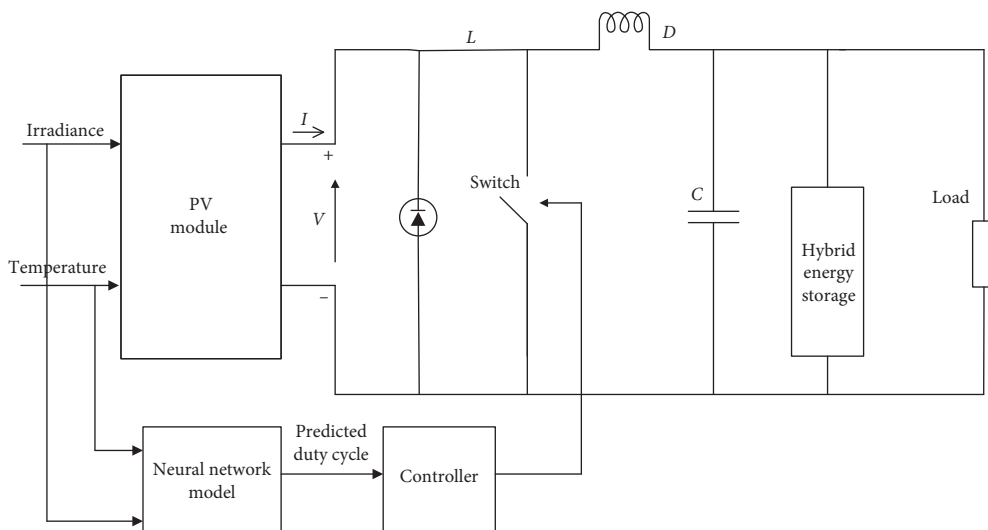 L
D
I
Irradiance
+
Switch
PV
module
V
C
Load
Hybrid
energy
storage
Temperature
−
Predicted
duty cycle
Neural network
model
Controller